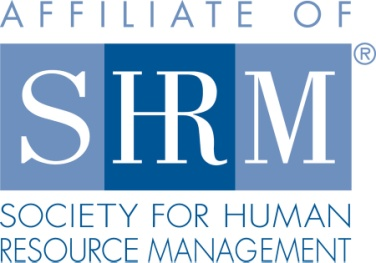 AFFILIATE OF
SHRM®
SOCIETY FOR HUMAN
RESOURCE MANAGEMENT